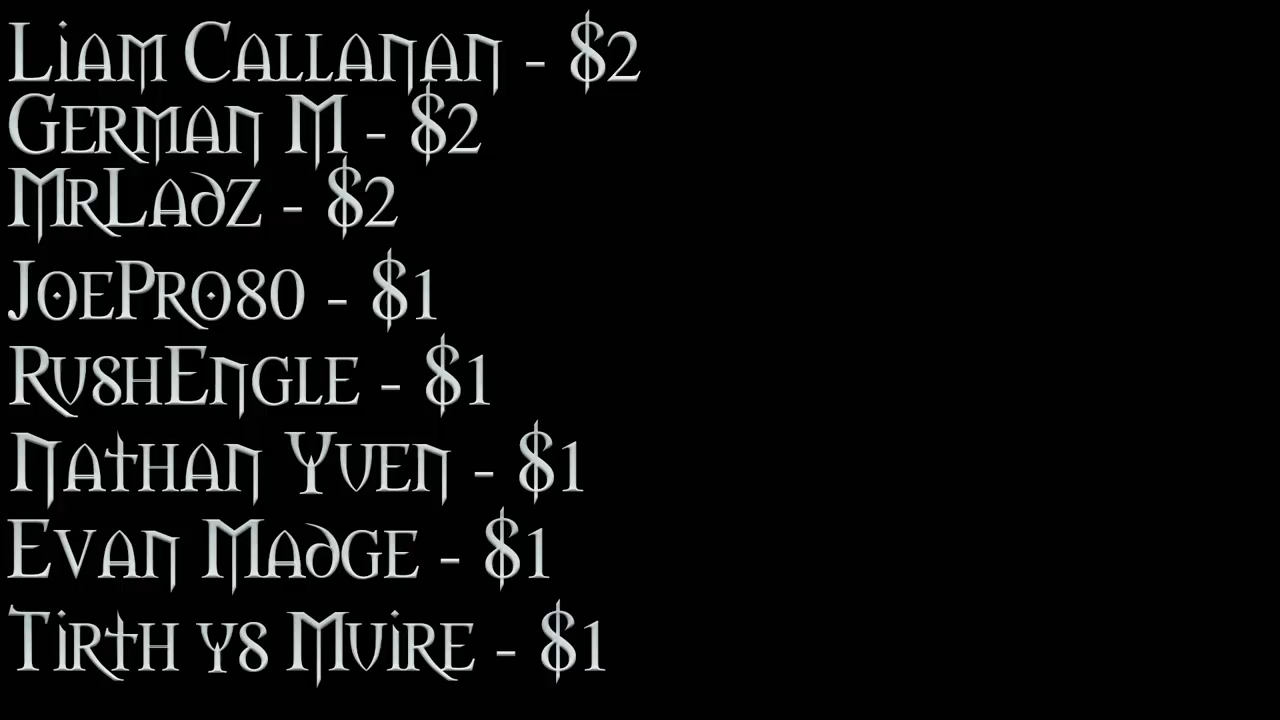 Liam Callanan - $2
German M - $2
MrLadz - $2
JoePro80 - $1
RushEngle - $1
Nathan Yuen - $1
Evan Madge - $1
Tirth ys Muire - $1